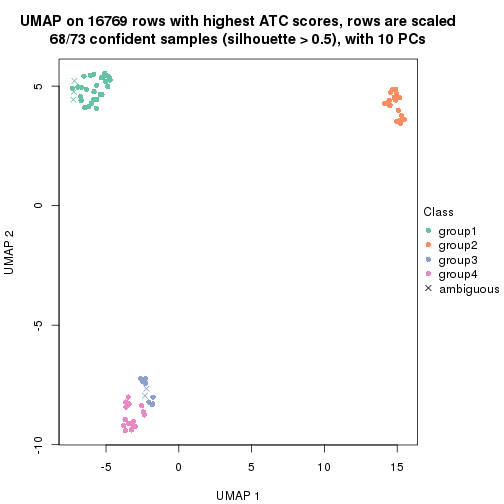 UMAP on 16769 rows with highest ATC scores, rows are scaled
68/73 confident samples (silhouette > 0.5), with 10 PCs
5
0
-5
-10
UMAP 2
-5
0
5
10
15
UMAP 1
Class
group1
group2
group3
group4
ambiguous